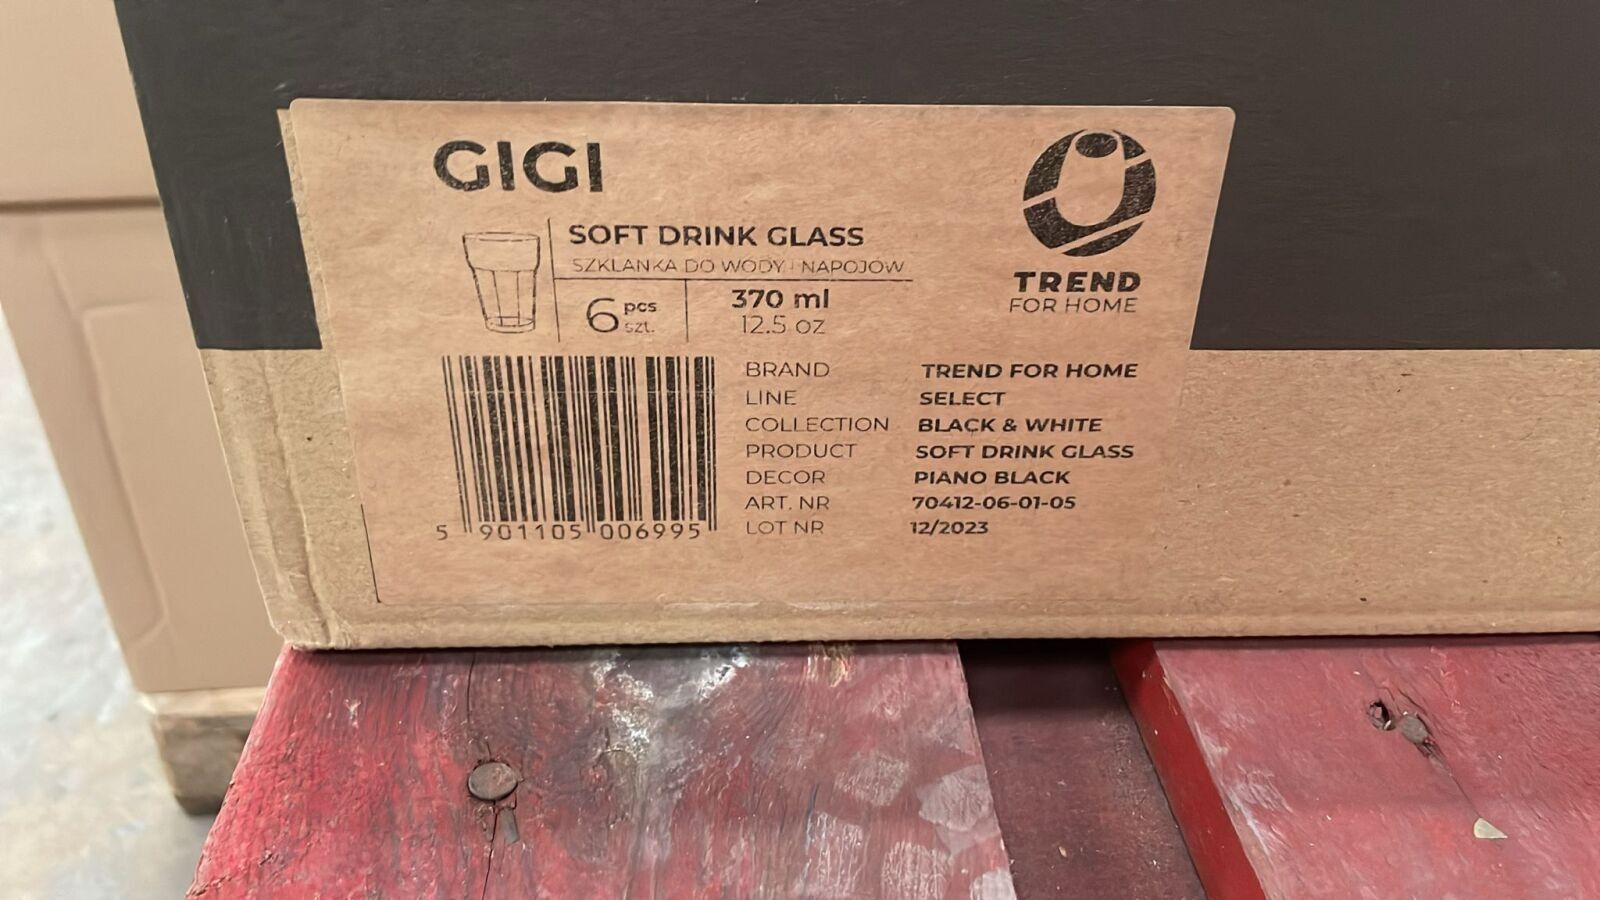 GIGI
SOFT DRINK GLASS
SZKLANKA DO WODY I NAPOJÓW
6 pcs
szt.
370 ml
12.5 oz
TREND
FOR HOME
BRAND TREND FOR HOME
LINE SELECT
COLLECTION BLACK & WHITE
PRODUCT SOFT DRINK GLASS
DECOR PIANO BLACK
ART. NR 70412-06-01-05
LOT NR 12/2023
5 901105 006995